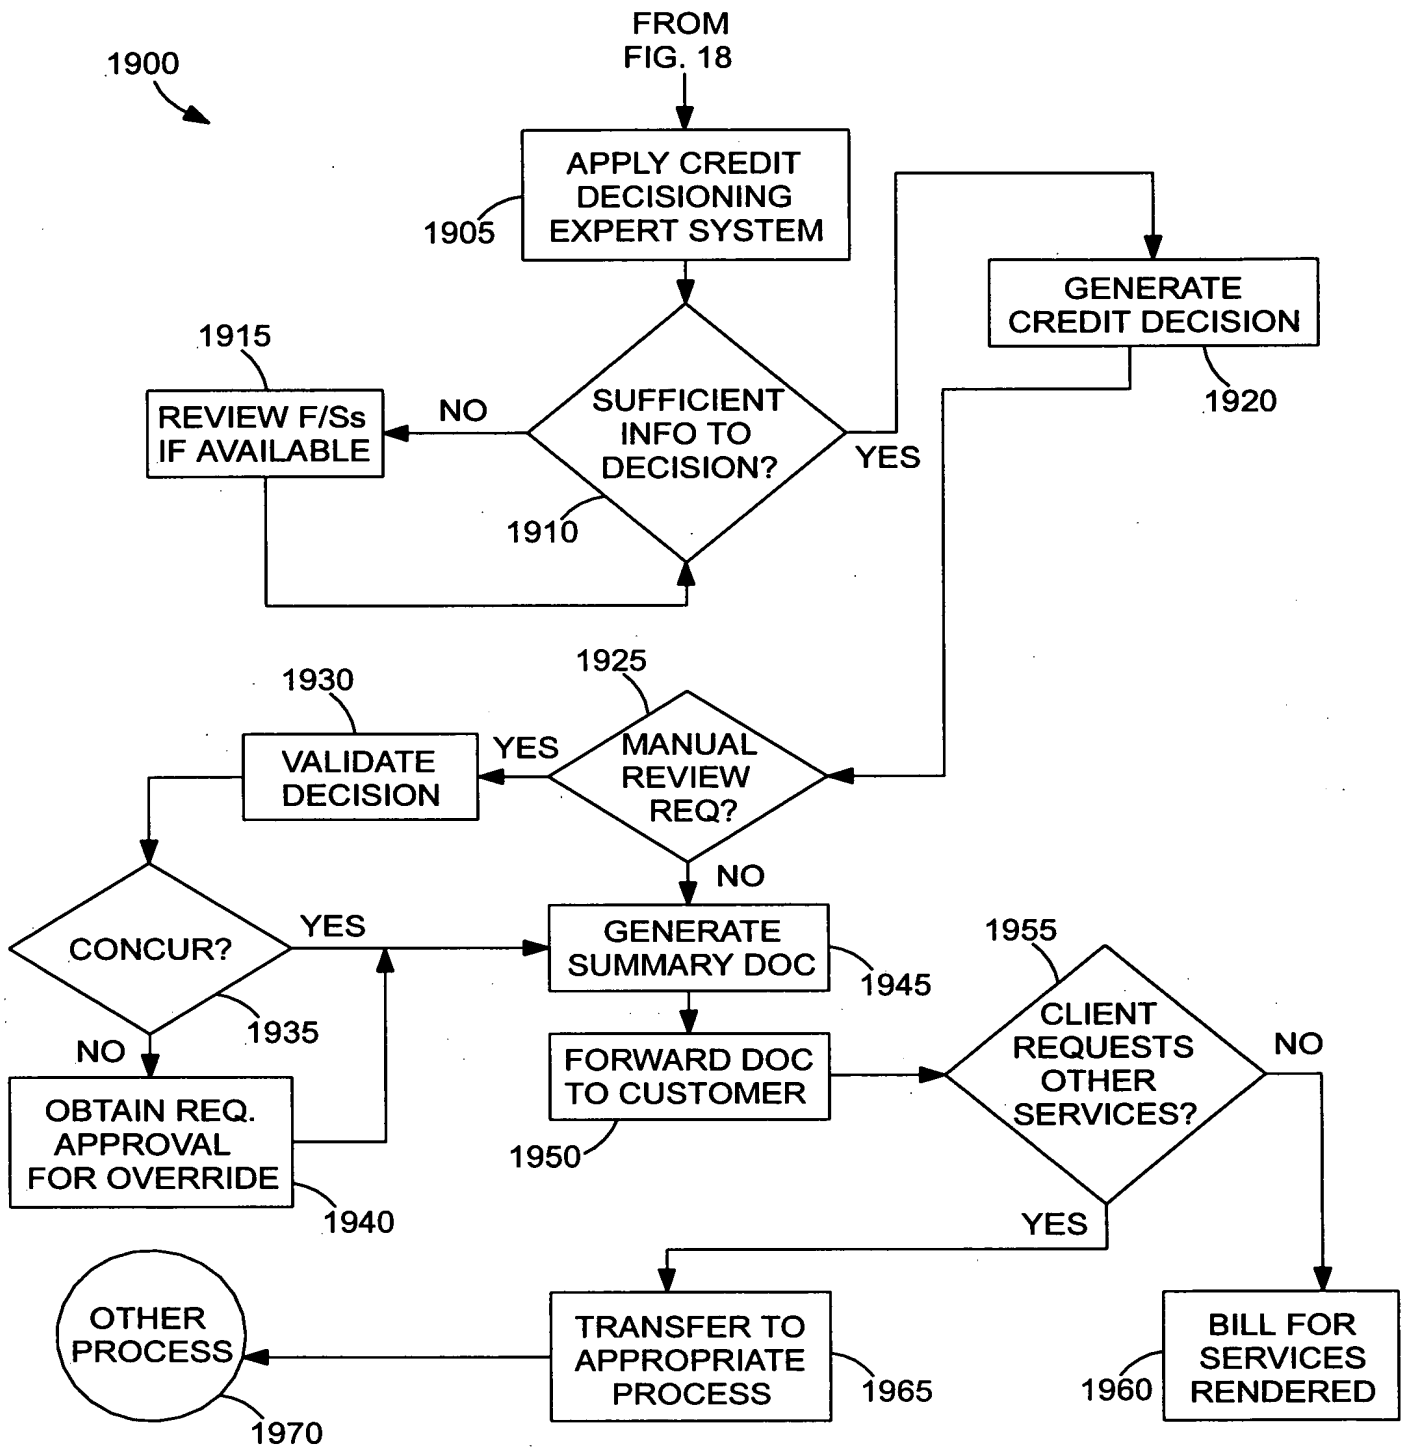 FROM
FIG. 18
1900
APPLY CREDIT
DECISIONING
EXPERT SYSTEM
1905
GENERATE
CREDIT DECISION
1920
1915
REVIEW F/Ss
IF AVAILABLE
NO
SUFFICIENT
INFO TO
DECISION?
YES
1910
1925
1930
MANUAL
REVIEW
REQ?
YES
VALIDATE
DECISION
NO
CONCUR?
YES
1935
NO
GENERATE
SUMMARY DOC
1945
1955
CLIENT
REQUESTS
OTHER
SERVICES?
NO
FORWARD DOC
TO CUSTOMER
1950
OBTAIN REQ.
APPROVAL
FOR OVERRIDE
1940
YES
OTHER
PROCESS
1970
TRANSFER TO
APPROPRIATE
PROCESS
1965
BILL FOR
SERVICES
RENDERED
1960